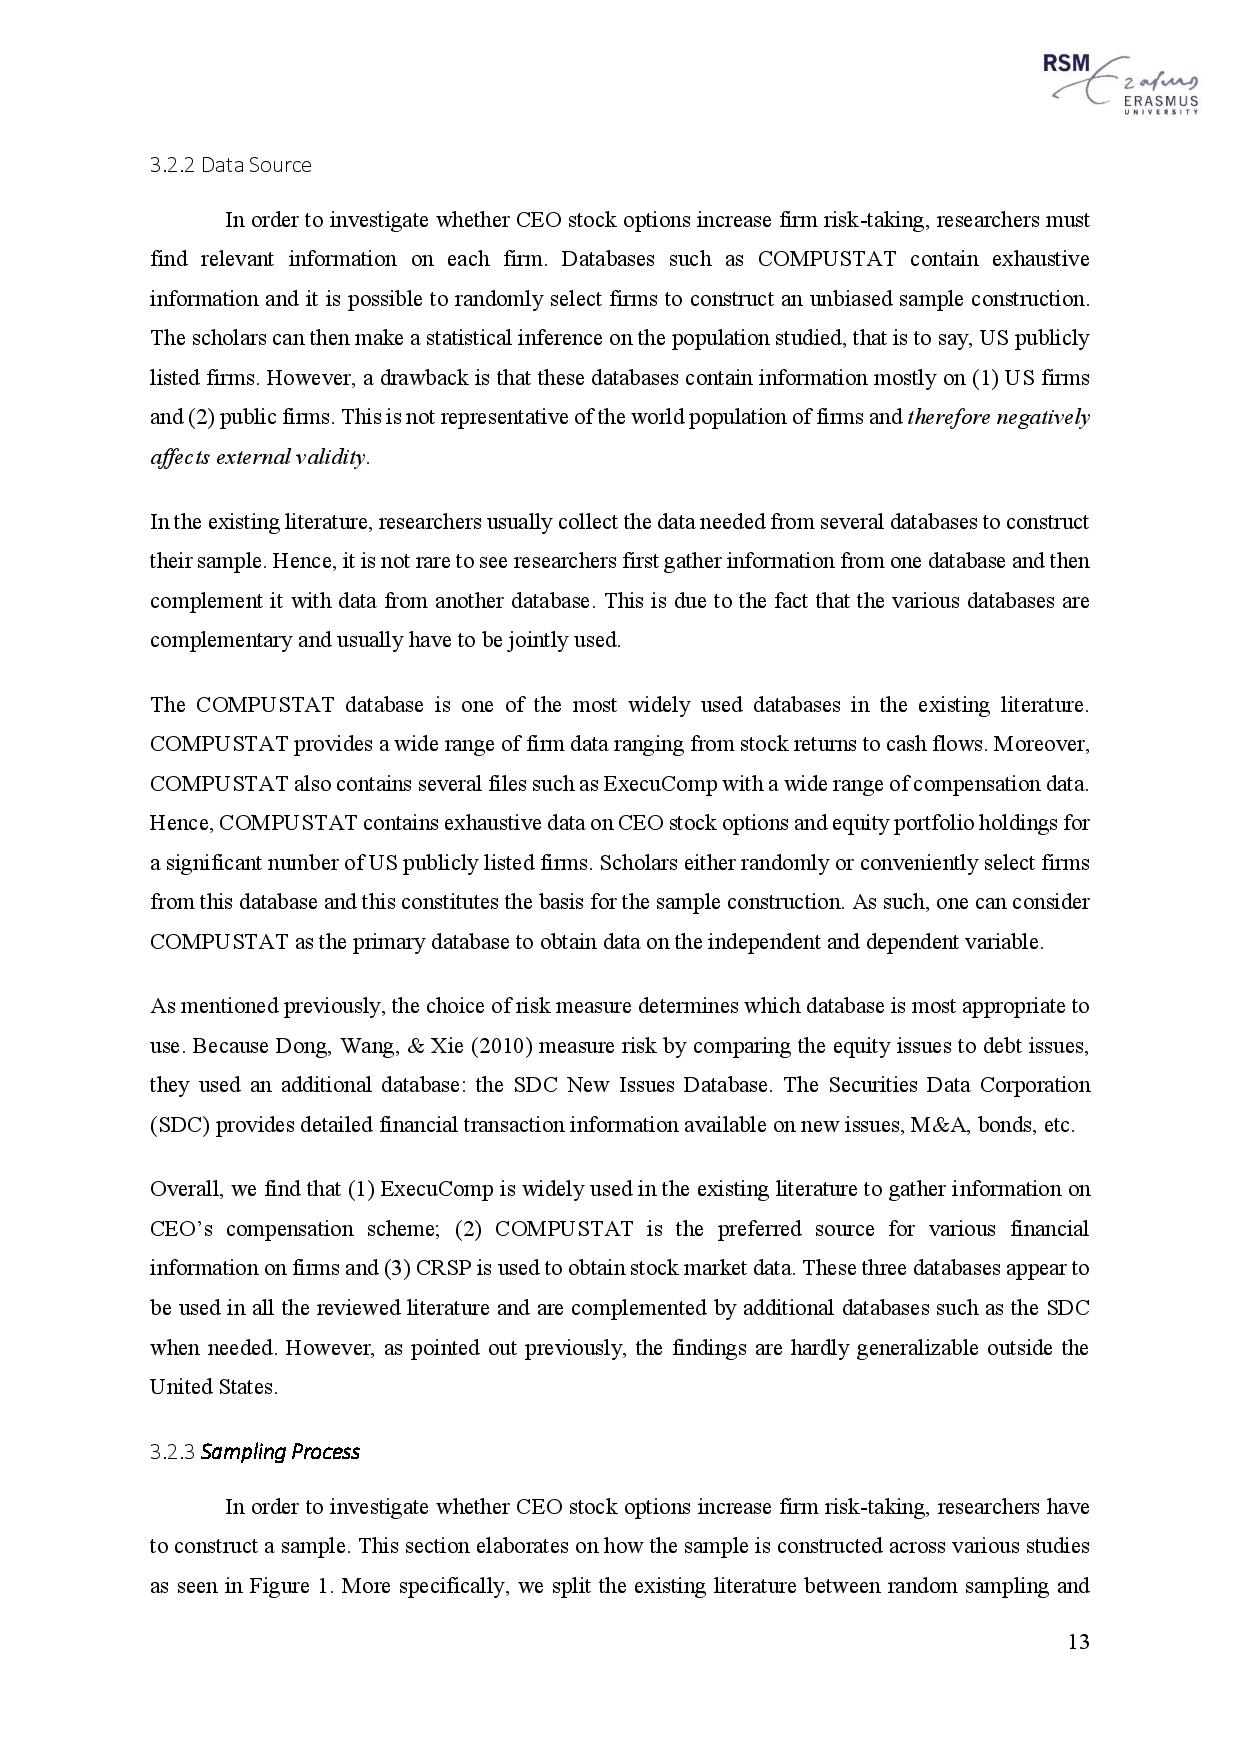 RSM
Erasmus
ERASMUS
UNIVERSITY
3.2.2 Data Source
In order to investigate whether CEO stock options increase firm risk-taking, researchers must
find relevant information on each firm. Databases such as COMPUSTAT contain exhaustive
information and it is possible to randomly select firms to construct an unbiased sample construction.
The scholars can then make a statistical inference on the population studied, that is to say, US publicly
listed firms. However, a drawback is that these databases contain information mostly on (1) US firms
and (2) public firms. This is not representative of the world population of firms and therefore negatively
affects external validity.
In the existing literature, researchers usually collect the data needed from several databases to construct
their sample. Hence, it is not rare to see researchers first gather information from one database and then
complement it with data from another database. This is due to the fact that the various databases are
complementary and usually have to be jointly used.
The COMPUSTAT database is one of the most widely used databases in the existing literature.
COMPUSTAT provides a wide range of firm data ranging from stock returns to cash flows. Moreover,
COMPUSTAT also contains several files such as ExecuComp with a wide range of compensation data.
Hence, COMPUSTAT contains exhaustive data on CEO stock options and equity portfolio holdings for
a significant number of US publicly listed firms. Scholars either randomly or conveniently select firms
from this database and this constitutes the basis for the sample construction. As such, one can consider
COMPUSTAT as the primary database to obtain data on the independent and dependent variable.
As mentioned previously, the choice of risk measure determines which database is most appropriate to
use. Because Dong, Wang, & Xie (2010) measure risk by comparing the equity issues to debt issues,
they used an additional database: the SDC New Issues Database. The Securities Data Corporation
(SDC) provides detailed financial transaction information available on new issues, M&A, bonds, etc.
Overall, we find that (1) ExecuComp is widely used in the existing literature to gather information on
CEO’s compensation scheme; (2) COMPUSTAT is the preferred source for various financial
information on firms and (3) CRSP is used to obtain stock market data. These three databases appear to
be used in all the reviewed literature and are complemented by additional databases such as the SDC
when needed. However, as pointed out previously, the findings are hardly generalizable outside the
United States.
3.2.3 Sampling Process
In order to investigate whether CEO stock options increase firm risk-taking, researchers have
to construct a sample. This section elaborates on how the sample is constructed across various studies
as seen in Figure 1. More specifically, we split the existing literature between random sampling and
13